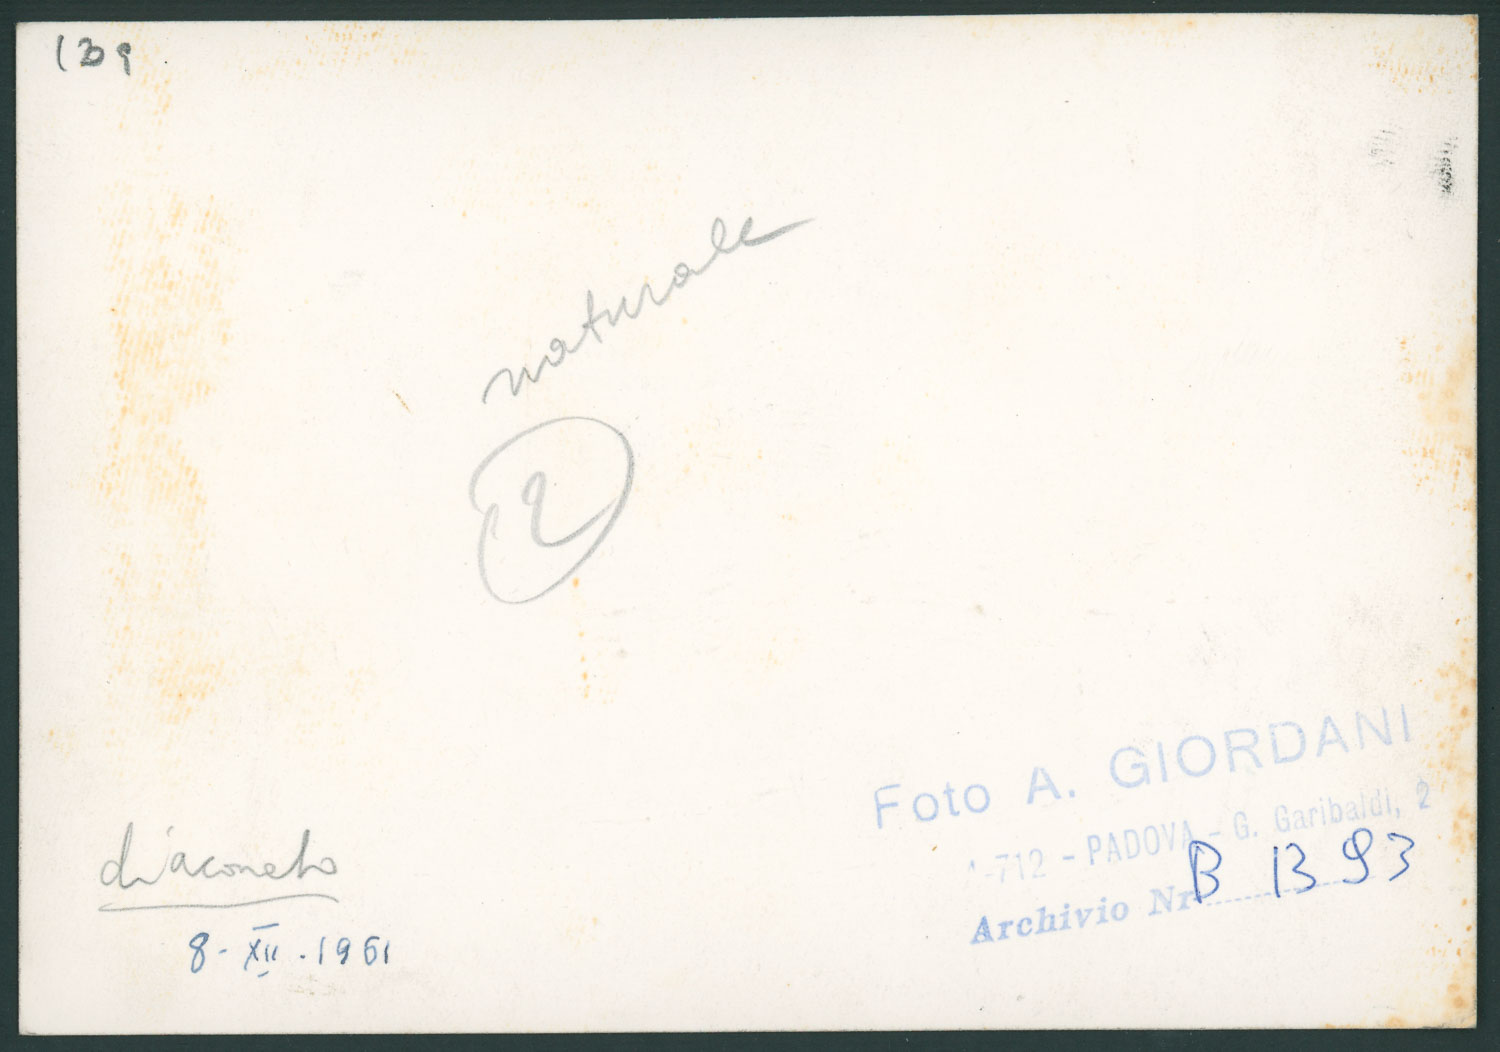 139
naturale
2
diaconato
8-XII.1961
Foto A. GIORDANI
-712 - PADOVA - G. Garibaldi, 2
Archivio Nr B 1393